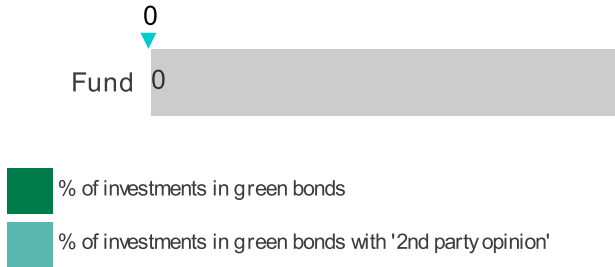 0
Fund 0
% of investments in green bonds
% of investments in green bonds with '2nd party opinion'